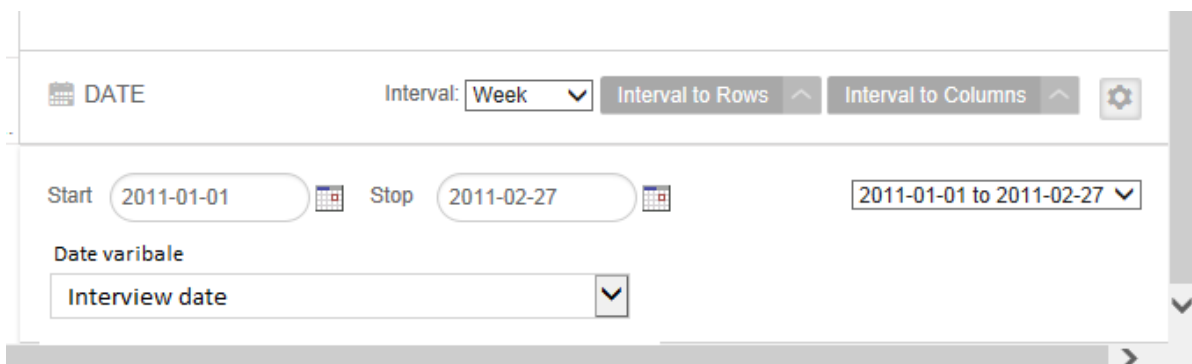 DATE Interval: Week Interval to Rows Interval to Columns
Start 2011-01-01 Stop 2011-02-27 2011-01-01 to 2011-02-27
Date varibale
Interview date